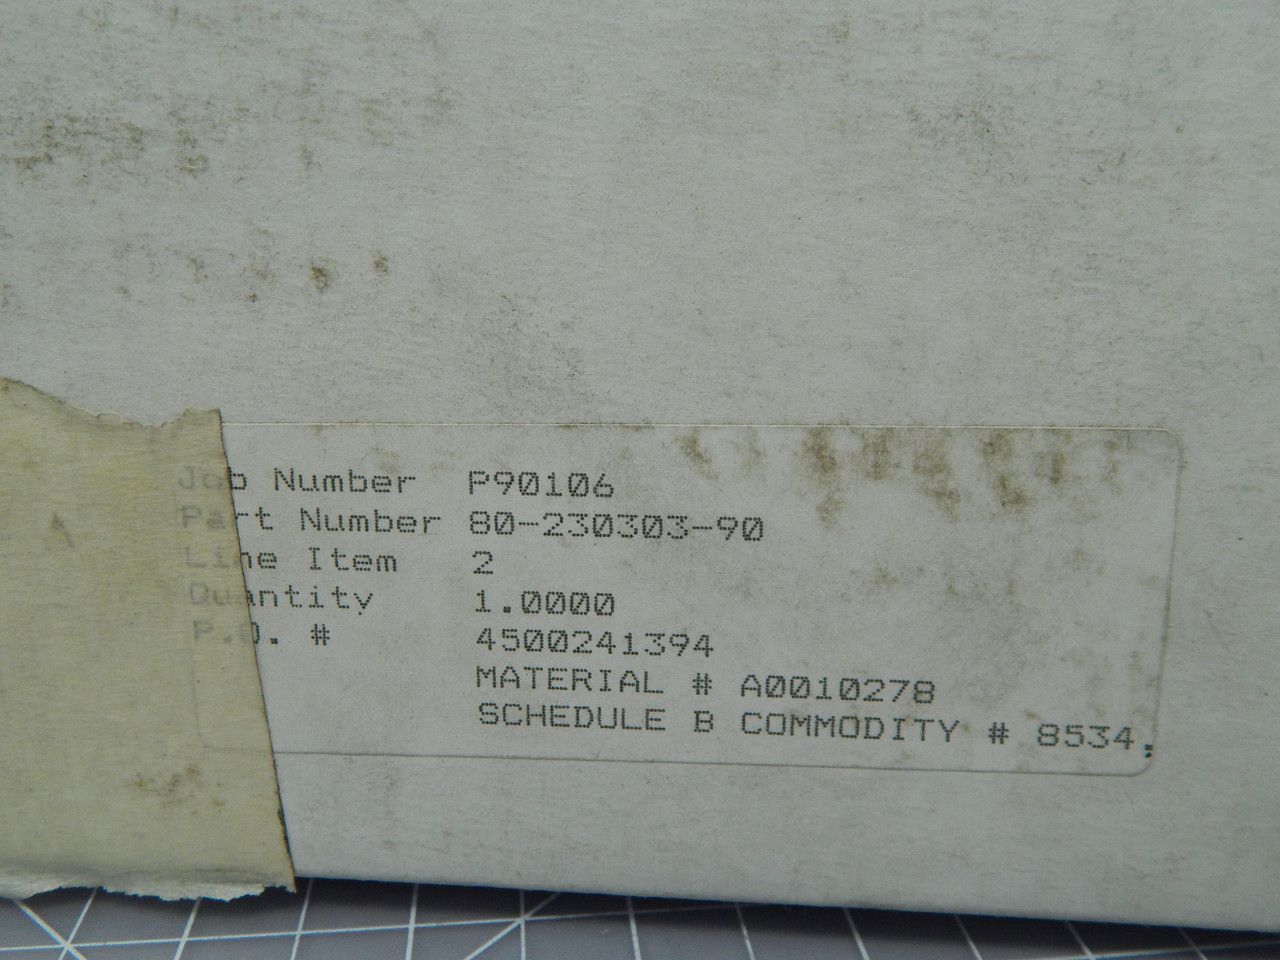 Job Number P90106
Part Number 80-230303-90
Line Item 2
Quantity 1.0000
P.O. # 4500241394
MATERIAL # A0010278
SCHEDULE B COMMODITY # 8534.